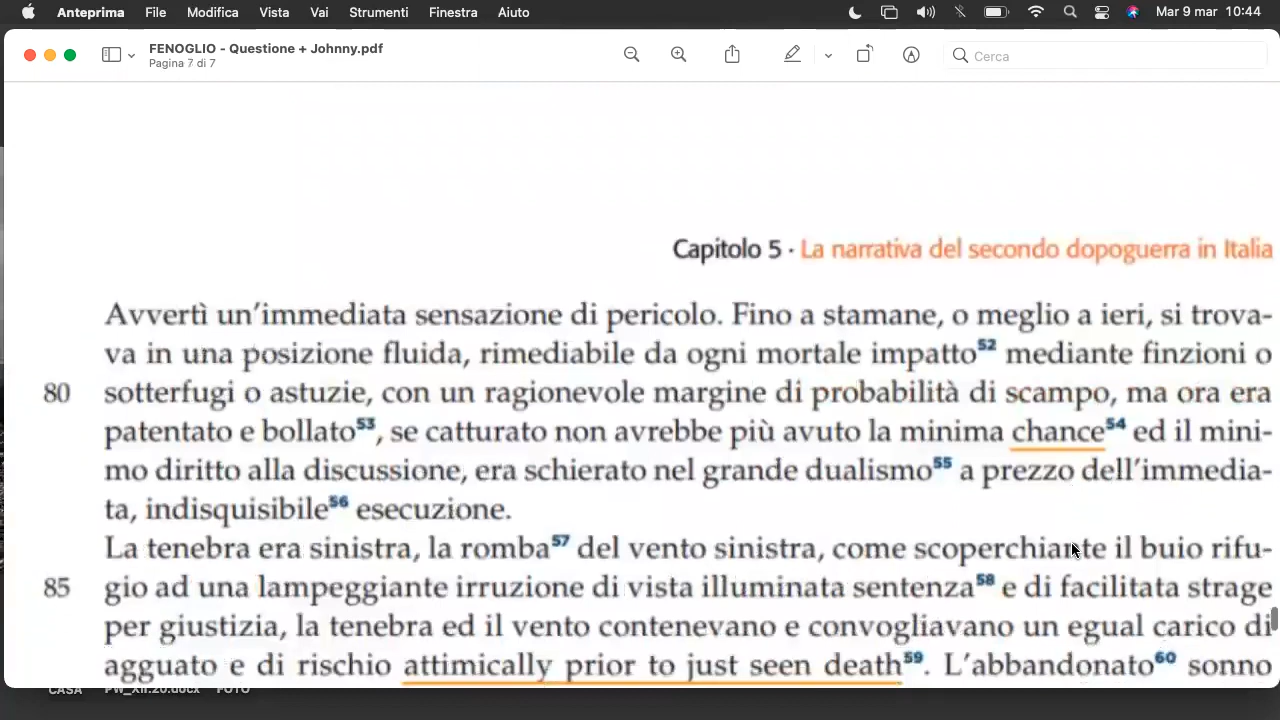 Anteprima File Modifica Vista Vai Strumenti Finestra Aiuto Mar 9 mar 10:44
FENOGLIO - Questione + Johnny.pdf
Pagina 7 di 7
Cerca
Capitolo 5 · La narrativa del secondo dopoguerra in Italia
Avvertì un'immediata sensazione di pericolo. Fino a stamane, o meglio a ieri, si trova-
va in una posizione fluida, rimediabile da ogni mortale impatto52 mediante finzioni o
80 sotterfugi o astuzie, con un ragionevole margine di probabilità di scampo, ma ora era
patentato e bollato53, se catturato non avrebbe più avuto la minima chance54 ed il mini-
mo diritto alla discussione, era schierato nel grande dualismo55 a prezzo dell'immedia-
ta, indisquisibile56 esecuzione.
La tenebra era sinistra, la romba57 del vento sinistra, come scoperchiante il buio rifu-
85 gio ad una lampeggiante irruzione di vista illuminata sentenza58 e di facilitata strage
per giustizia, la tenebra ed il vento contenevano e convogliavano un egual carico di
agguato e di rischio attimically prior to just seen death59. L'abbandonato60 sonno
CASA PW_XII.20.docx FOTO